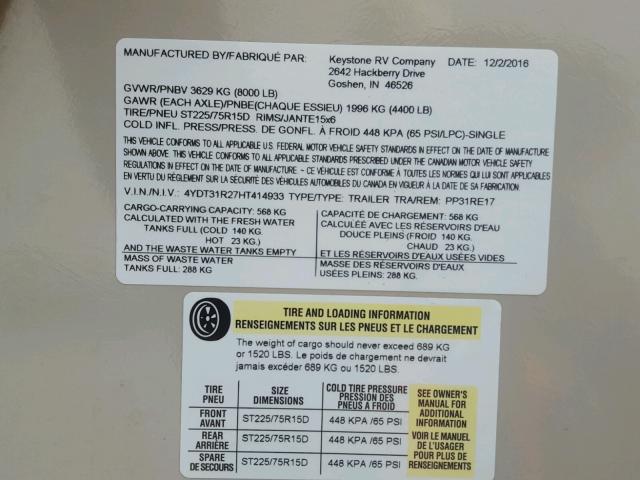 MANUFACTURED BY/FABRIQUÉ PAR: Keystone RV Company DATE: 12/2/2016
2642 Hackberry Drive
Goshen, IN 46526
GVWR/PNBV 3629 KG (8000 LB)
GAWR (EACH AXLE)/PNBE(CHAQUE ESSIEU) 1996 KG (4400 LB)
TIRE/PNEU ST225/75R15D RIMS/JANTE15x6
COLD INFL. PRESS/PRESS. DE GONFL. À FROID 448 KPA (65 PSI/LPC)-SINGLE
THIS VEHICLE CONFORMS TO ALL APPLICABLE U.S. FEDERAL MOTOR VEHICLE SAFETY STANDARDS IN EFFECT ON THE DATE OF MANUFACTURE
SHOWN ABOVE. THIS VEHICLE CONFORMS TO ALL APPLICABLE STANDARDS PRESCRIBED UNDER THE CANADIAN MOTOR VEHICLE SAFETY
REGULATIONS IN EFFECT ON THE DATE OF MANUFACTURE. ~ CE VÉHICULE EST CONFORME À TOUTES LES NORMES QUI LUI SONT APPLICABLES
EN VERTU DU RÈGLEMENT SUR LA SÉCURITÉ DES VÉHICULES AUTOMOBILES DU CANADA EN VIGUEUR À LA DATE DE SA FABRICATION.
V.I.N./N.I.V.: 4YDT31R27HT414933 TYPE/TYPE: TRAILER TRA/REM: PP31RE17
CARGO-CARRYING CAPACITY: 568 KG
CALCULATED WITH THE FRESH WATER
TANKS FULL (COLD 140 KG.
HOT 23 KG.)
AND THE WASTE WATER TANKS EMPTY
MASS OF WASTE WATER
TANKS FULL: 288 KG
CAPACITÉ DE CHARGEMENT: 568 KG
CALCULÉE AVEC LES RÉSERVOIRS D'EAU
DOUCE PLEINS (FROID 140 KG.
CHAUD 23 KG.)
ET LES RÉSERVOIRS D'EAUX USÉES VIDES
MASSE DES RÉSERVOIRS D'EAUX
USÉES PLEINS: 288 KG.
TIRE AND LOADING INFORMATION
RENSEIGNEMENTS SUR LES PNEUS ET LE CHARGEMENT
The weight of cargo should never exceed 689 KG
or 1520 LBS. Le poids de chargement ne devrait
jamais excéder 689 KG ou 1520 LBS.
TIRE PNEU
SIZE DIMENSIONS
COLD TIRE PRESSURE
PRESSION DES
PNEUS A FROID
FRONT AVANT ST225/75R15D 448 KPA /65 PSI
REAR ARRIÈRE ST225/75R15D 448 KPA /65 PSI
SPARE DE SECOURS ST225/75R15D 448 KPA /65 PSI
SEE OWNER'S
MANUAL FOR
ADDITIONAL
INFORMATION
VOIR LE MANUEL
DE L'USAGER
POUR PLUS DE
RENSEIGNEMENTS